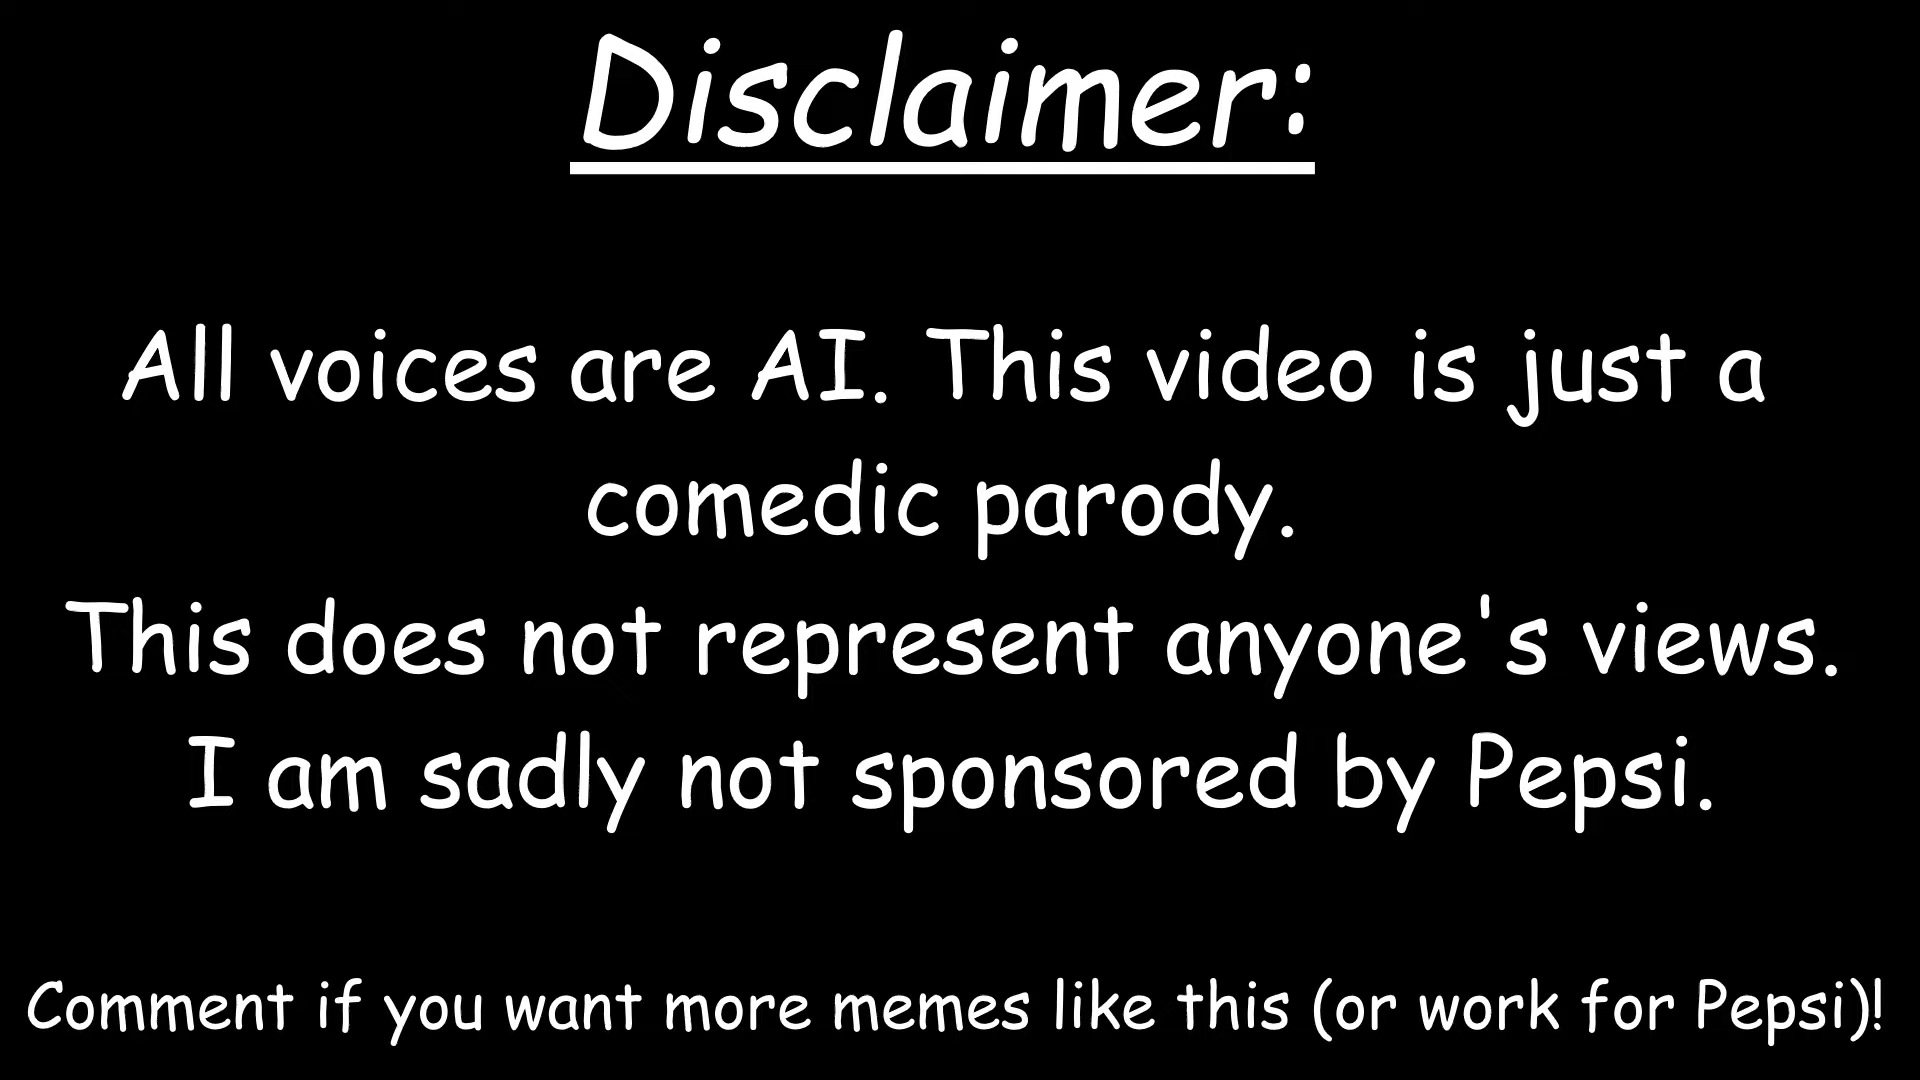 Disclaimer:
All voices are AI. This video is just a
comedic parody.
This does not represent anyone's views.
I am sadly not sponsored by Pepsi.
Comment if you want more memes like this (or work for Pepsi)!